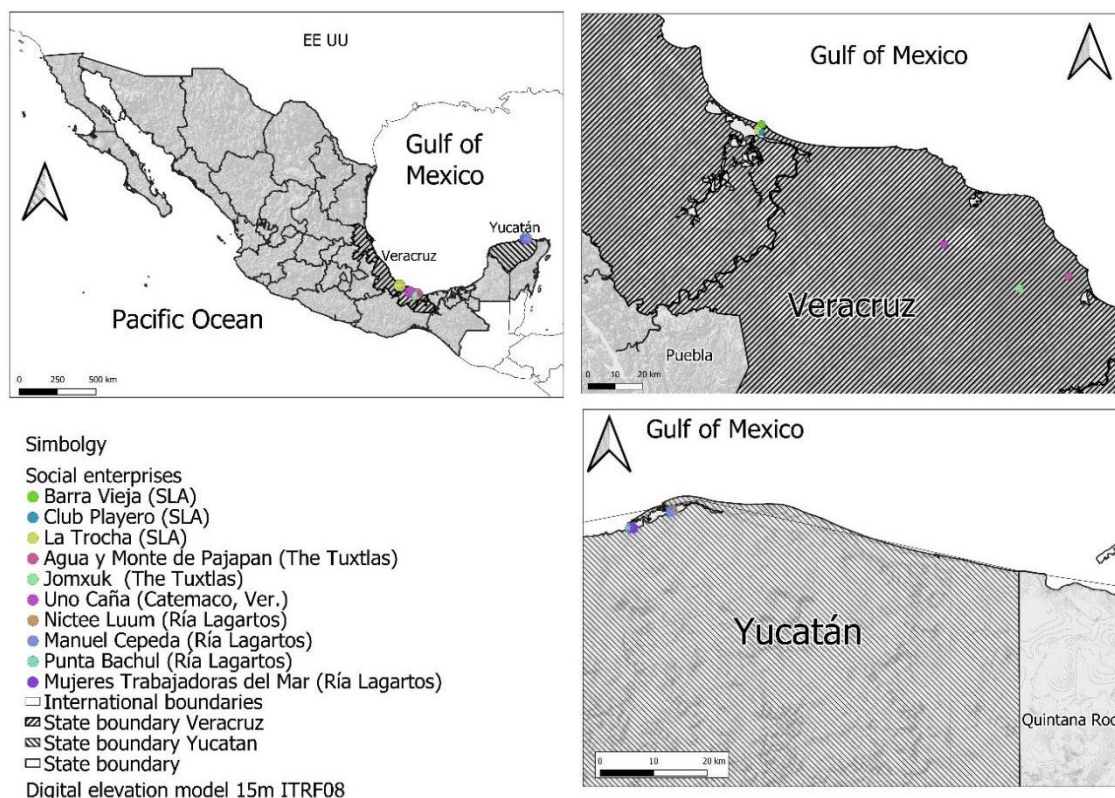 EE UU
Gulf of
Mexico
Yucatán
Veracruz
Pacific Ocean
0 250 500 km
Gulf of Mexico
Veracruz
Puebla
0 10 20 km
Simbolgy
Social enterprises
Barra Vieja (SLA)
Club Playero (SLA)
La Trocha (SLA)
Agua y Monte de Pajapan (The Tuxtlas)
Jomxuk (The Tuxtlas)
Uno Caña (Catemaco, Ver.)
Nictee Luum (Ría Lagartos)
Manuel Cepeda (Ría Lagartos)
Punta Bachul (Ría Lagartos)
Mujeres Trabajadoras del Mar (Ría Lagartos)
International boundaries
State boundary Veracruz
State boundary Yucatan
State boundary
Digital elevation model 15m ITRF08
Gulf of Mexico
Yucatán
Quintana Roo
0 10 20 km